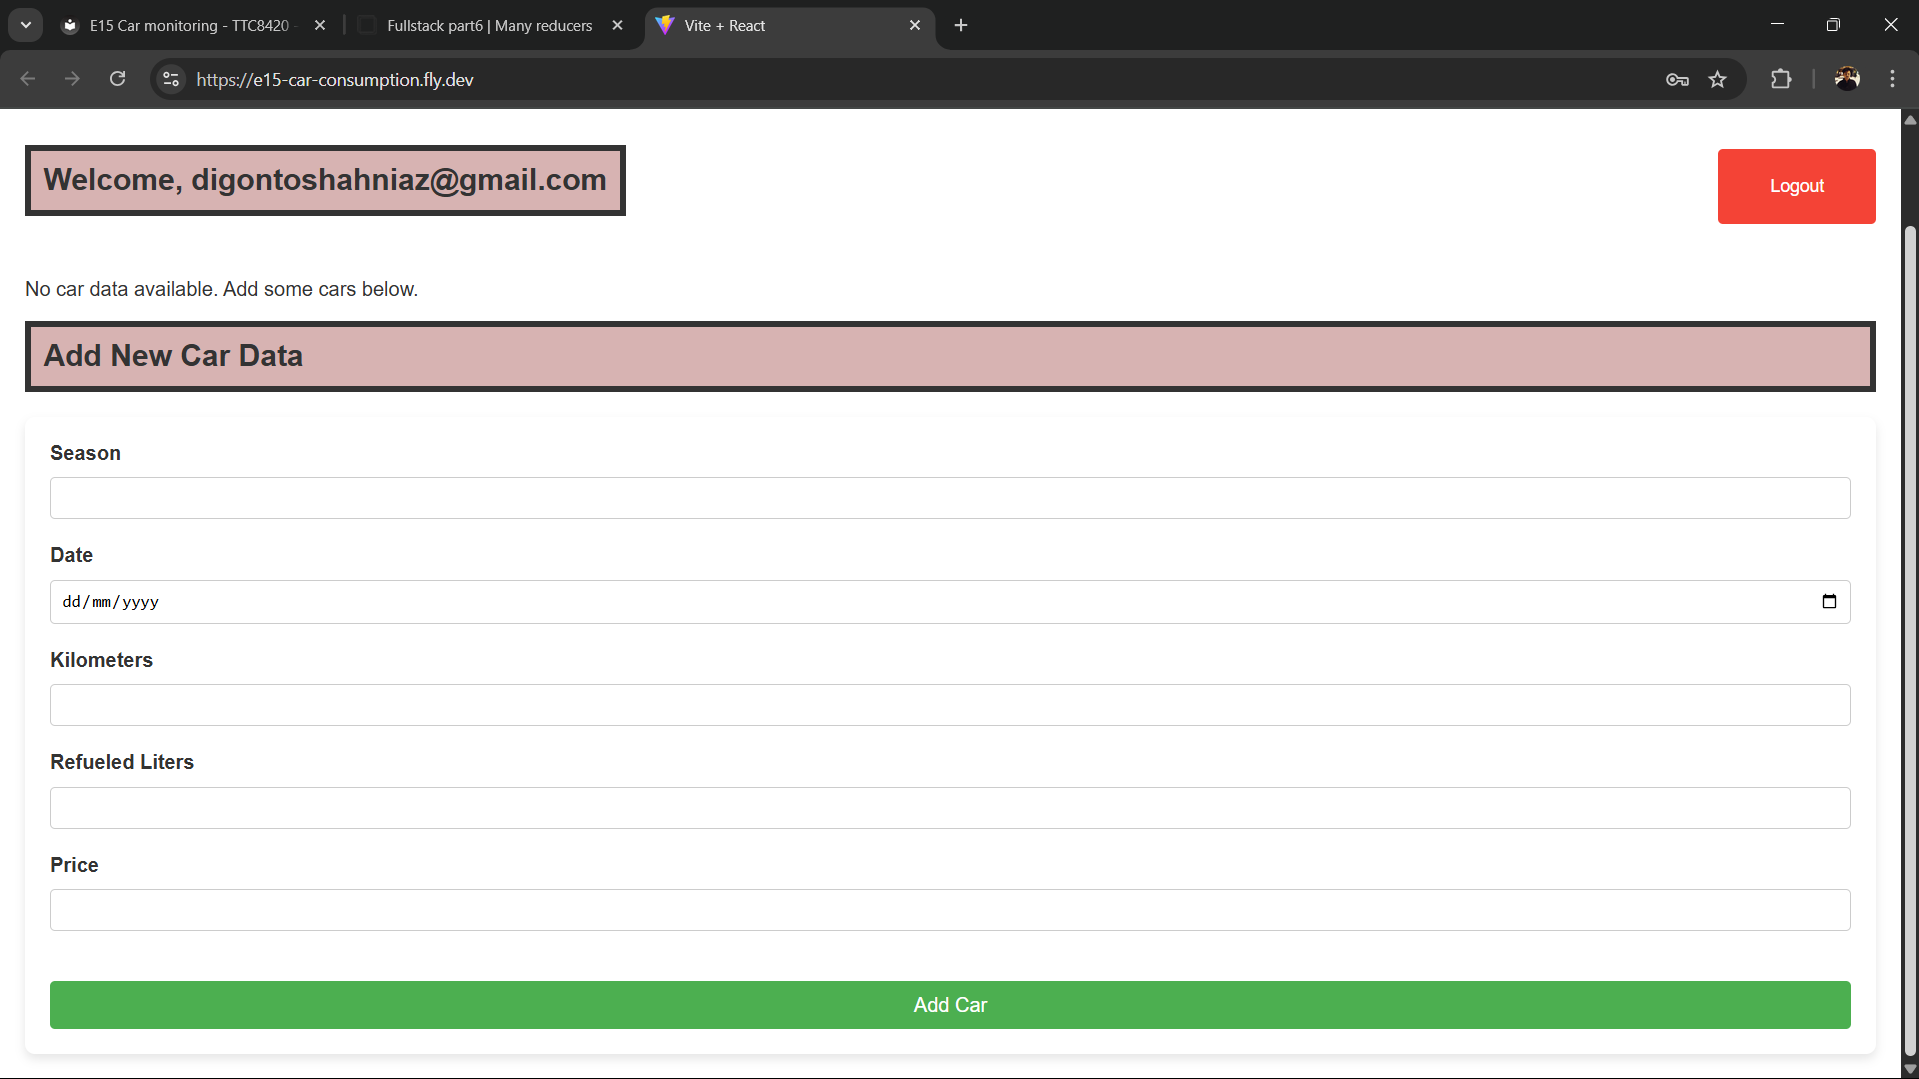 E15 Car monitoring - TTC8420 -
Fullstack part6 | Many reducers
Vite + React
https://e15-car-consumption.fly.dev
Welcome, digontoshahniaz@gmail.com
Logout
No car data available. Add some cars below.
Add New Car Data
Season
Date
dd/mm/yyyy
Kilometers
Refueled Liters
Price
Add Car